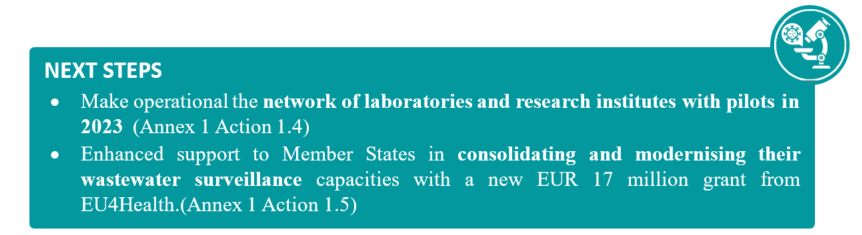 NEXT STEPS
• Make operational the network of laboratories and research institutes with pilots in
2023 (Annex 1 Action 1.4)
• Enhanced support to Member States in consolidating and modernising their
wastewater surveillance capacities with a new EUR 17 million grant from
EU4Health.(Annex 1 Action 1.5)